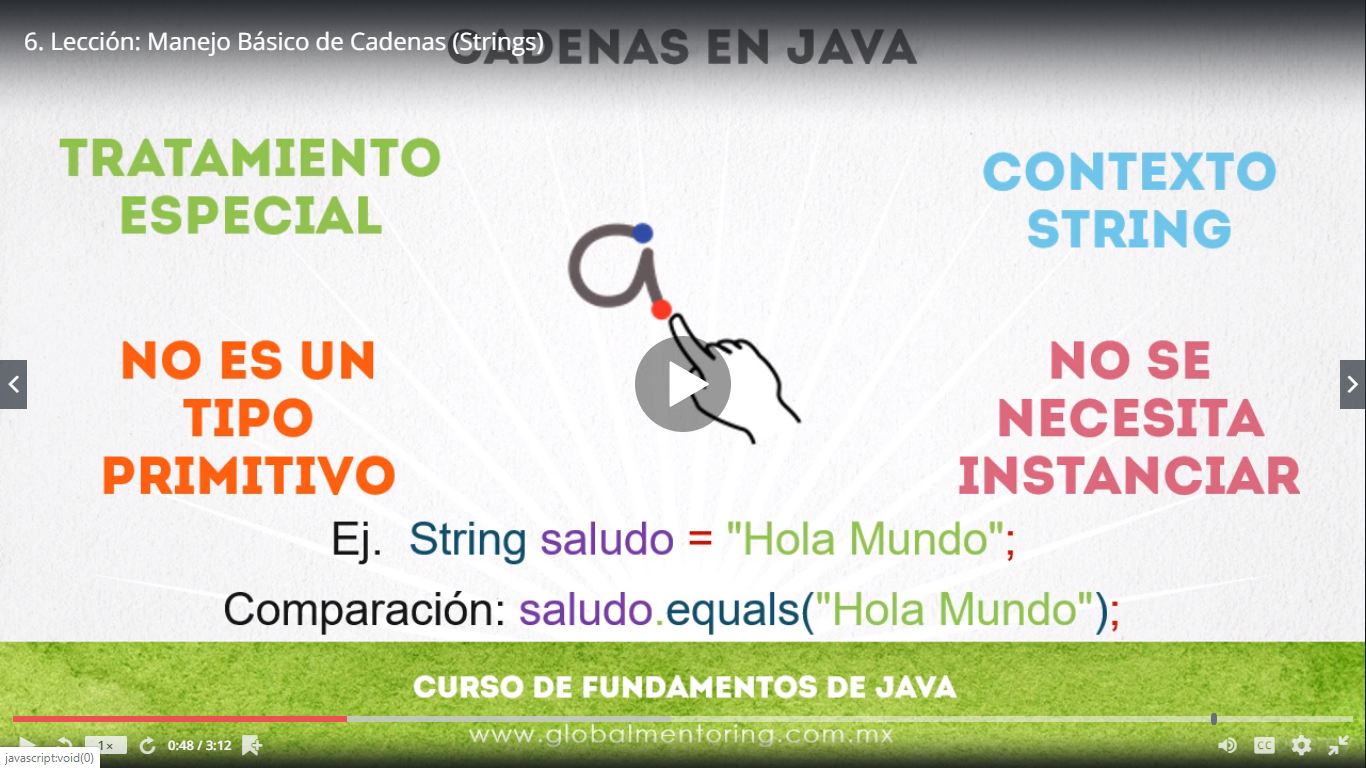 6. Lección: Manejo Básico de Cadenas (Strings)
CADENAS EN JAVA
TRATAMIENTO
ESPECIAL
CONTEXTO
STRING
a
NO ES UN
TIPO
PRIMITIVO
NO SE
NECESITA
INSTANCIAR
Ej. String saludo = "Hola Mundo";
Comparación: saludo.equals("Hola Mundo");
CURSO DE FUNDAMENTOS DE JAVA
www.globalmentoring.com.mx
1×
0:48 / 3:12
CC
javascript:void(0)